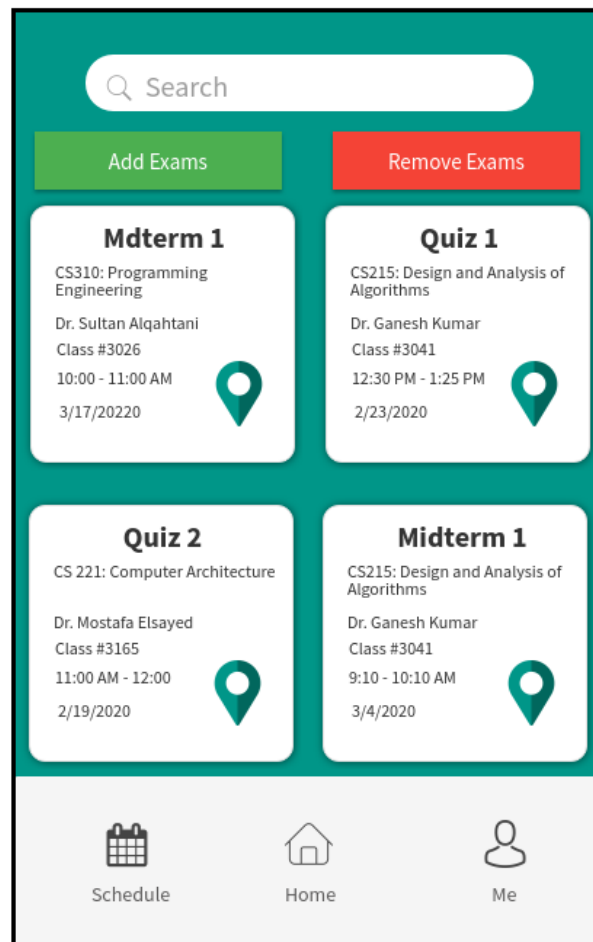 Search
Add Exams
Remove Exams
Mdterm 1
CS310: Programming
Engineering
Dr. Sultan Alqahtani
Class #3026
10:00 - 11:00 AM
3/17/20220
Quiz 1
CS215: Design and Analysis of
Algorithms
Dr. Ganesh Kumar
Class #3041
12:30 PM - 1:25 PM
2/23/2020
Quiz 2
CS 221: Computer Architecture
Dr. Mostafa Elsayed
Class #3165
11:00 AM - 12:00
2/19/2020
Midterm 1
CS215: Design and Analysis of
Algorithms
Dr. Ganesh Kumar
Class #3041
9:10 - 10:10 AM
3/4/2020
Schedule
Home
Me